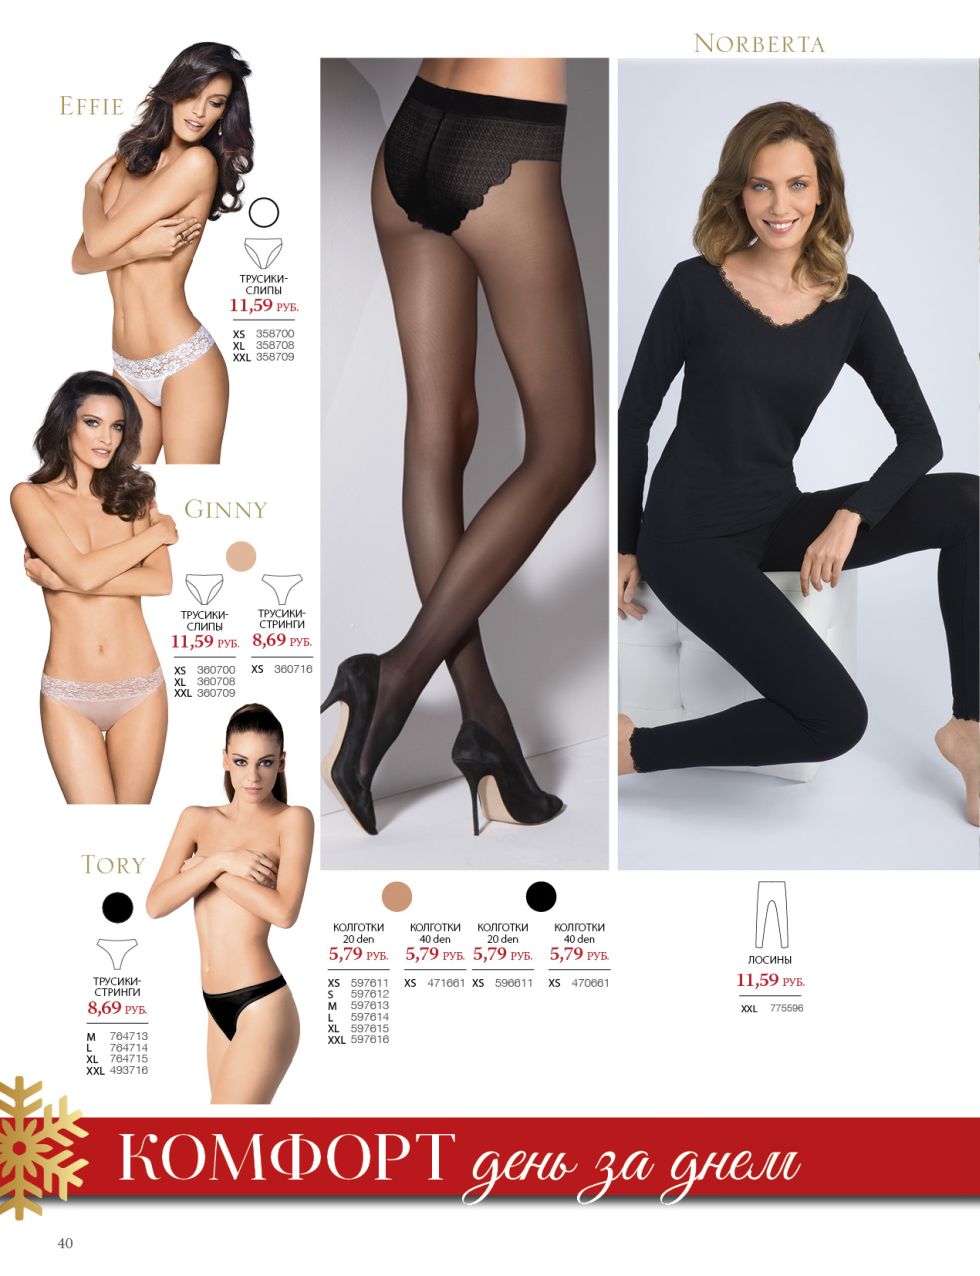 NORBERTA
EFFIE
ТРУСИКИ-
СЛИПЫ
11,59 РУБ.
XS 358700
XL 358708
XXL 358709
GINNY
ТРУСИКИ-
СЛИПЫ
11,59 РУБ.
XS 360700
XL 360708
XXL 360709
ТРУСИКИ-
СТРИНГИ
8,69 РУБ.
XS 360716
TORY
ТРУСИКИ-
СТРИНГИ
8,69 РУБ.
M 764713
L 764714
XL 764715
XXL 493716
КОЛГОТКИ
20 den
5,79 РУБ.
XS 597611
S 597612
M 597613
L 597614
XL 597615
XXL 597616
КОЛГОТКИ
40 den
5,79 РУБ.
XS 471661
КОЛГОТКИ
20 den
5,79 РУБ.
XS 596611
КОЛГОТКИ
40 den
5,79 РУБ.
XS 470661
ЛОСИНЫ
11,59 РУБ.
XXL 775596
КОМФОРТ день за днем
40